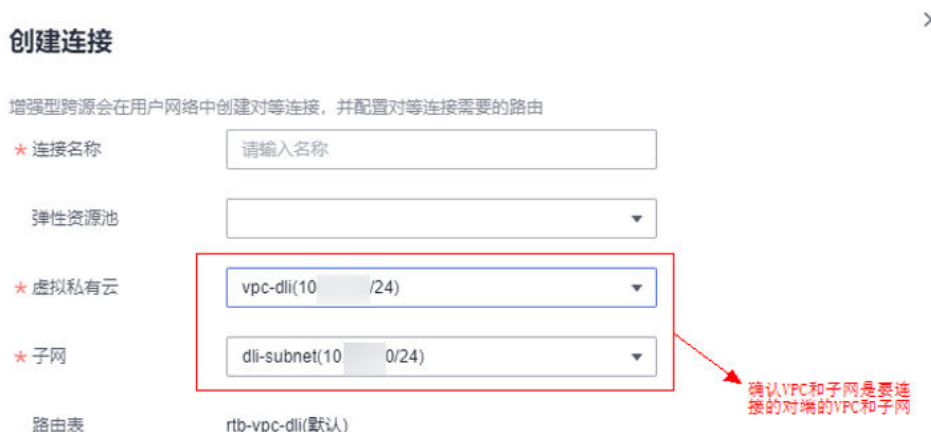 创建连接
增强型跨源会在用户网络中创建对等连接，并配置对等连接需要的路由
* 连接名称 请输入名称
弹性资源池
* 虚拟私有云 vpc-dli(10 /24)
* 子网 dli-subnet(10 0/24)
确认VPC和子网是要连
接的对端的VPC和子网
路由表 rtb-vpc-dli(默认)